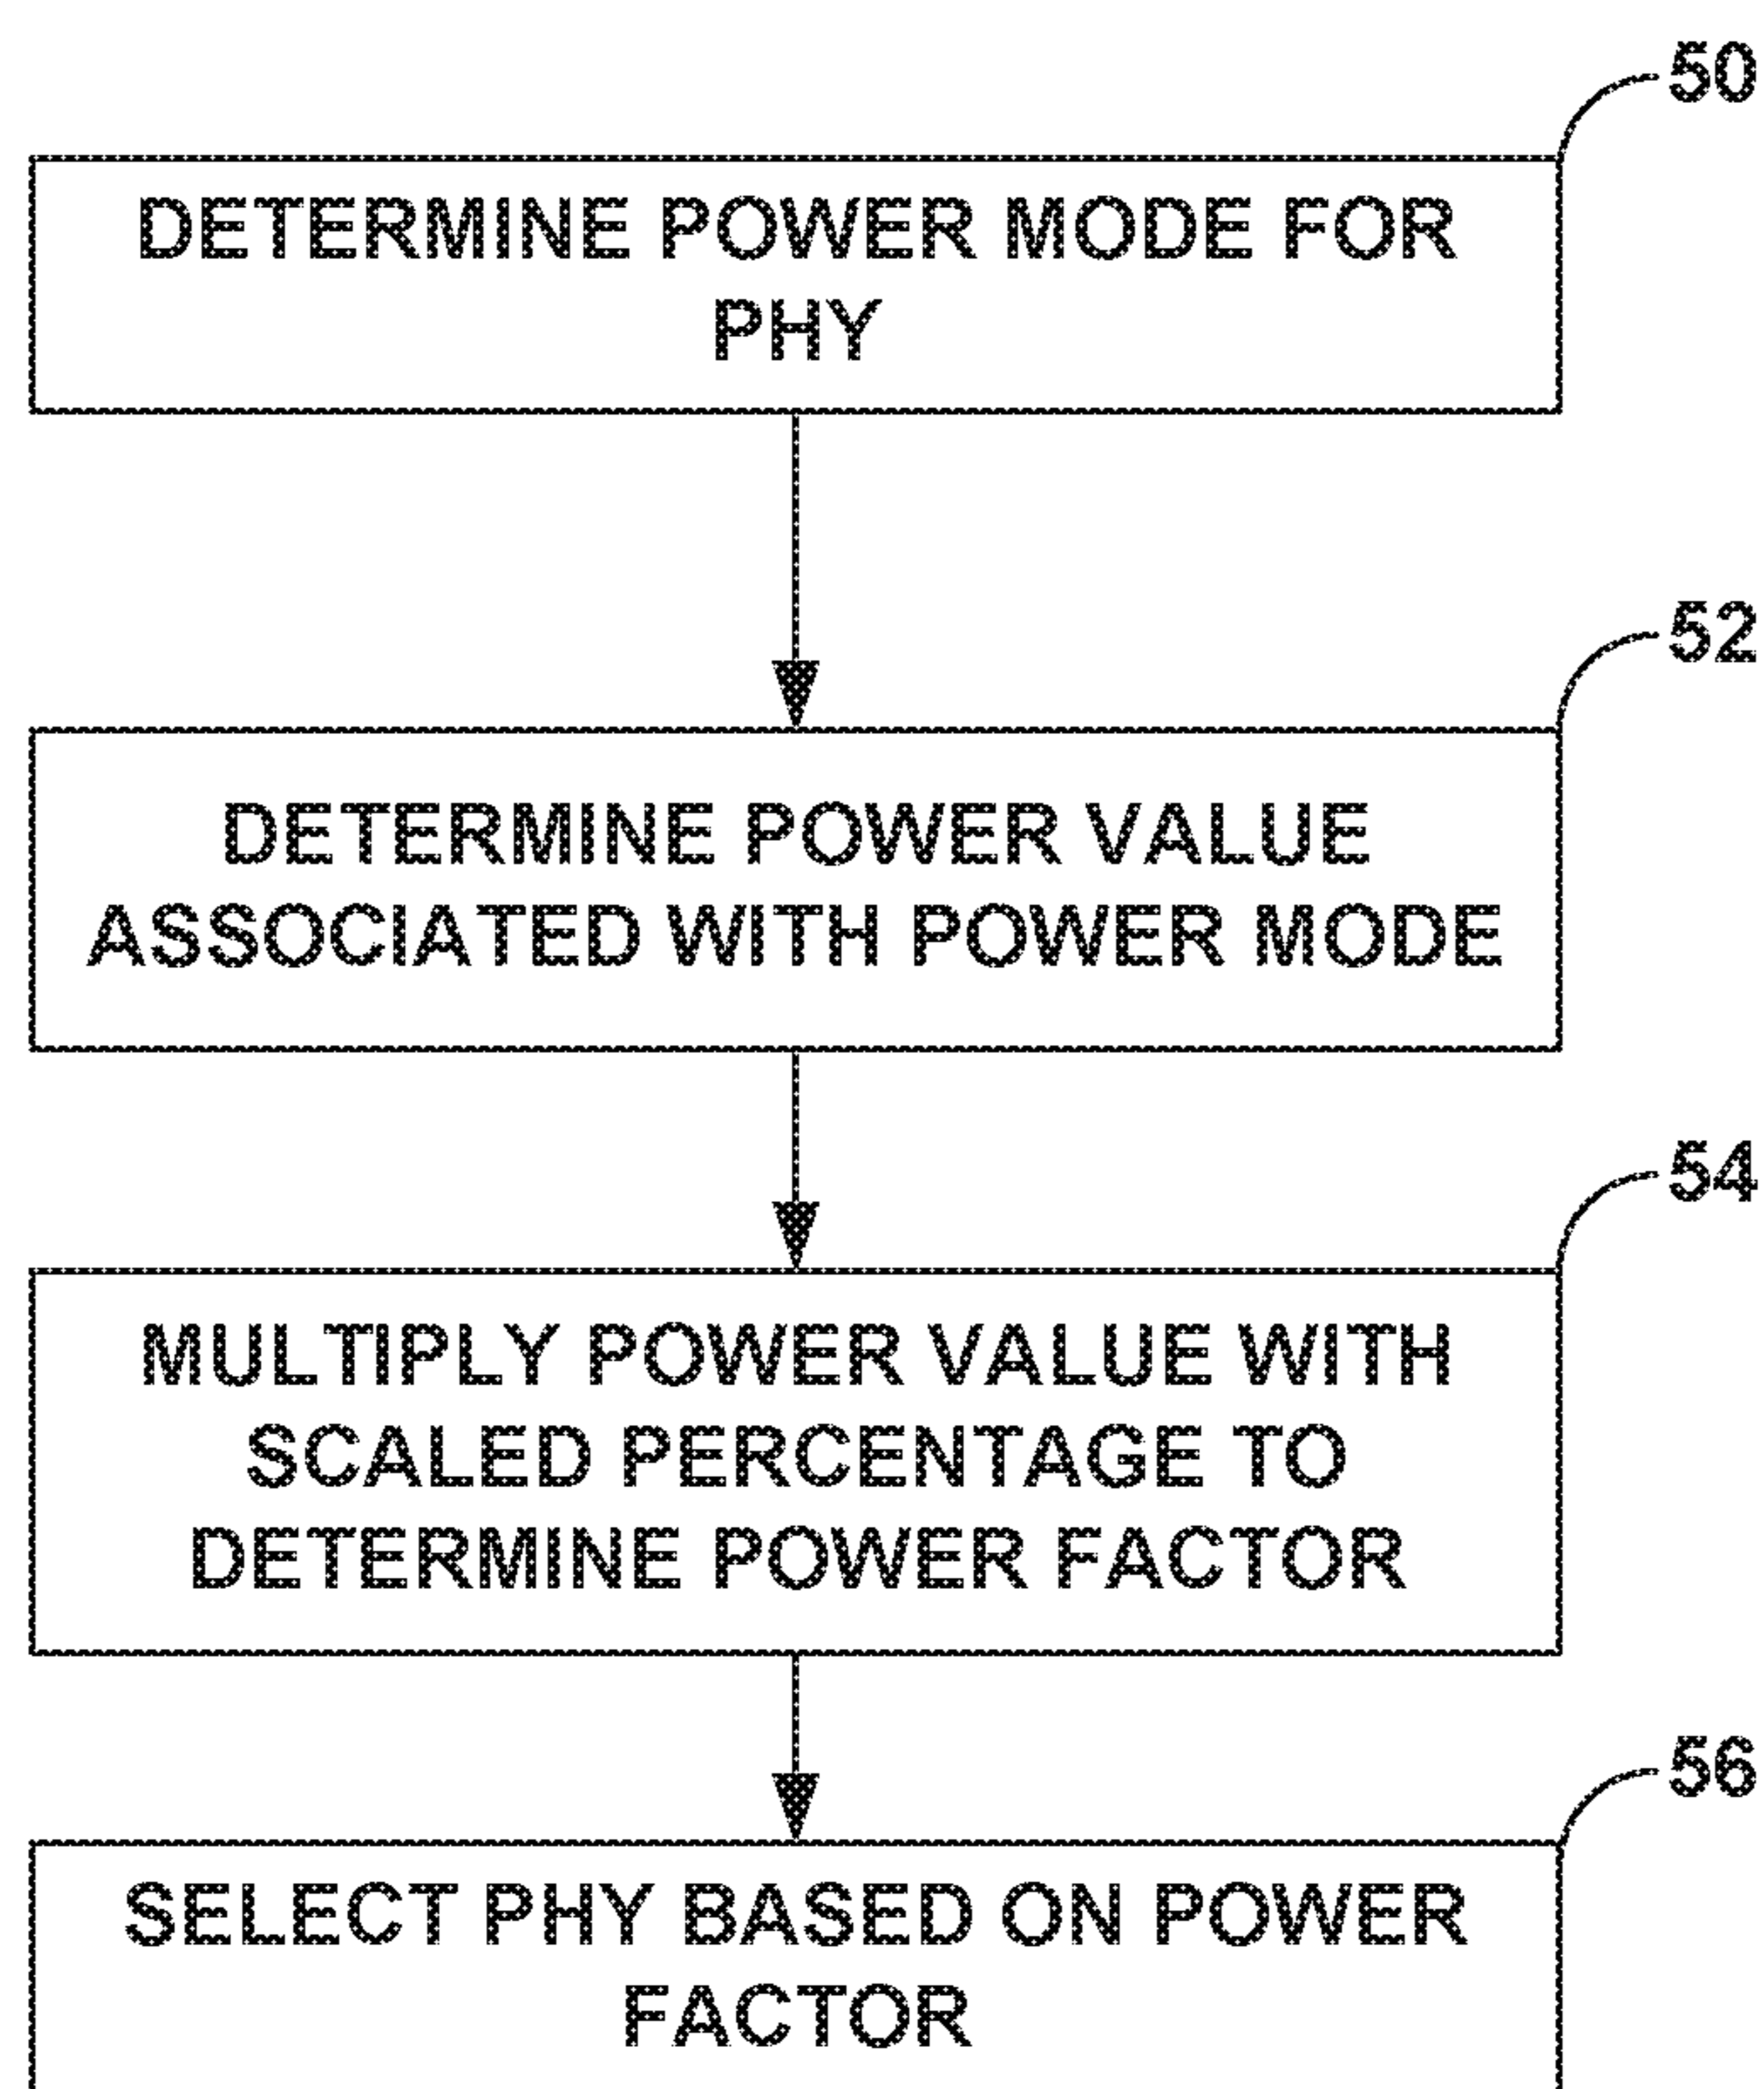 50
DETERMINE POWER MODE FOR
PHY
52
DETERMINE POWER VALUE
ASSOCIATED WITH POWER MODE
54
MULTIPLY POWER VALUE WITH
SCALED PERCENTAGE TO
DETERMINE POWER FACTOR
56
SELECT PHY BASED ON POWER
FACTOR